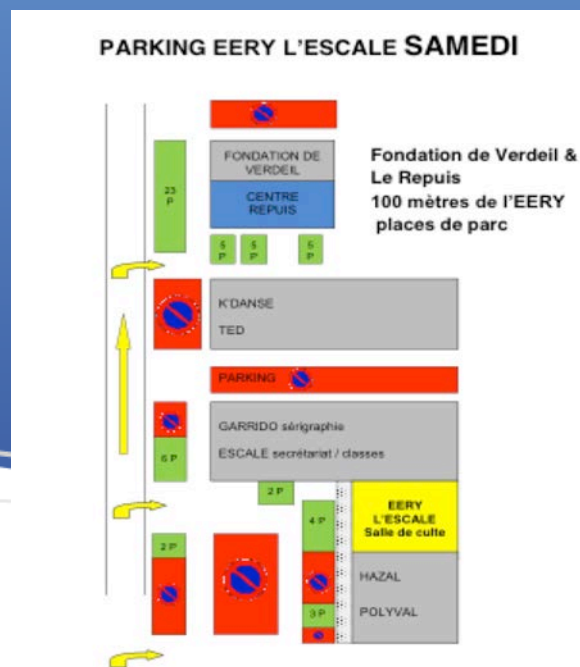 PARKING EERY L'ESCALE SAMEDI
FONDATION DE
VERDEIL
CENTRE
REPUIS
Fondation de Verdeil &
Le Repuis
100 mètres de l'EERY
places de parc
23
P
5
P
5
P
5
P
K'DANSE
TED
PARKING
GARRIDO sérigraphie
ESCALE secrétariat / classes
6 P
2 P
4 P
EERY
L'ESCALE
Salle de culte
2 P
HAZAL
3 P
POLYVAL